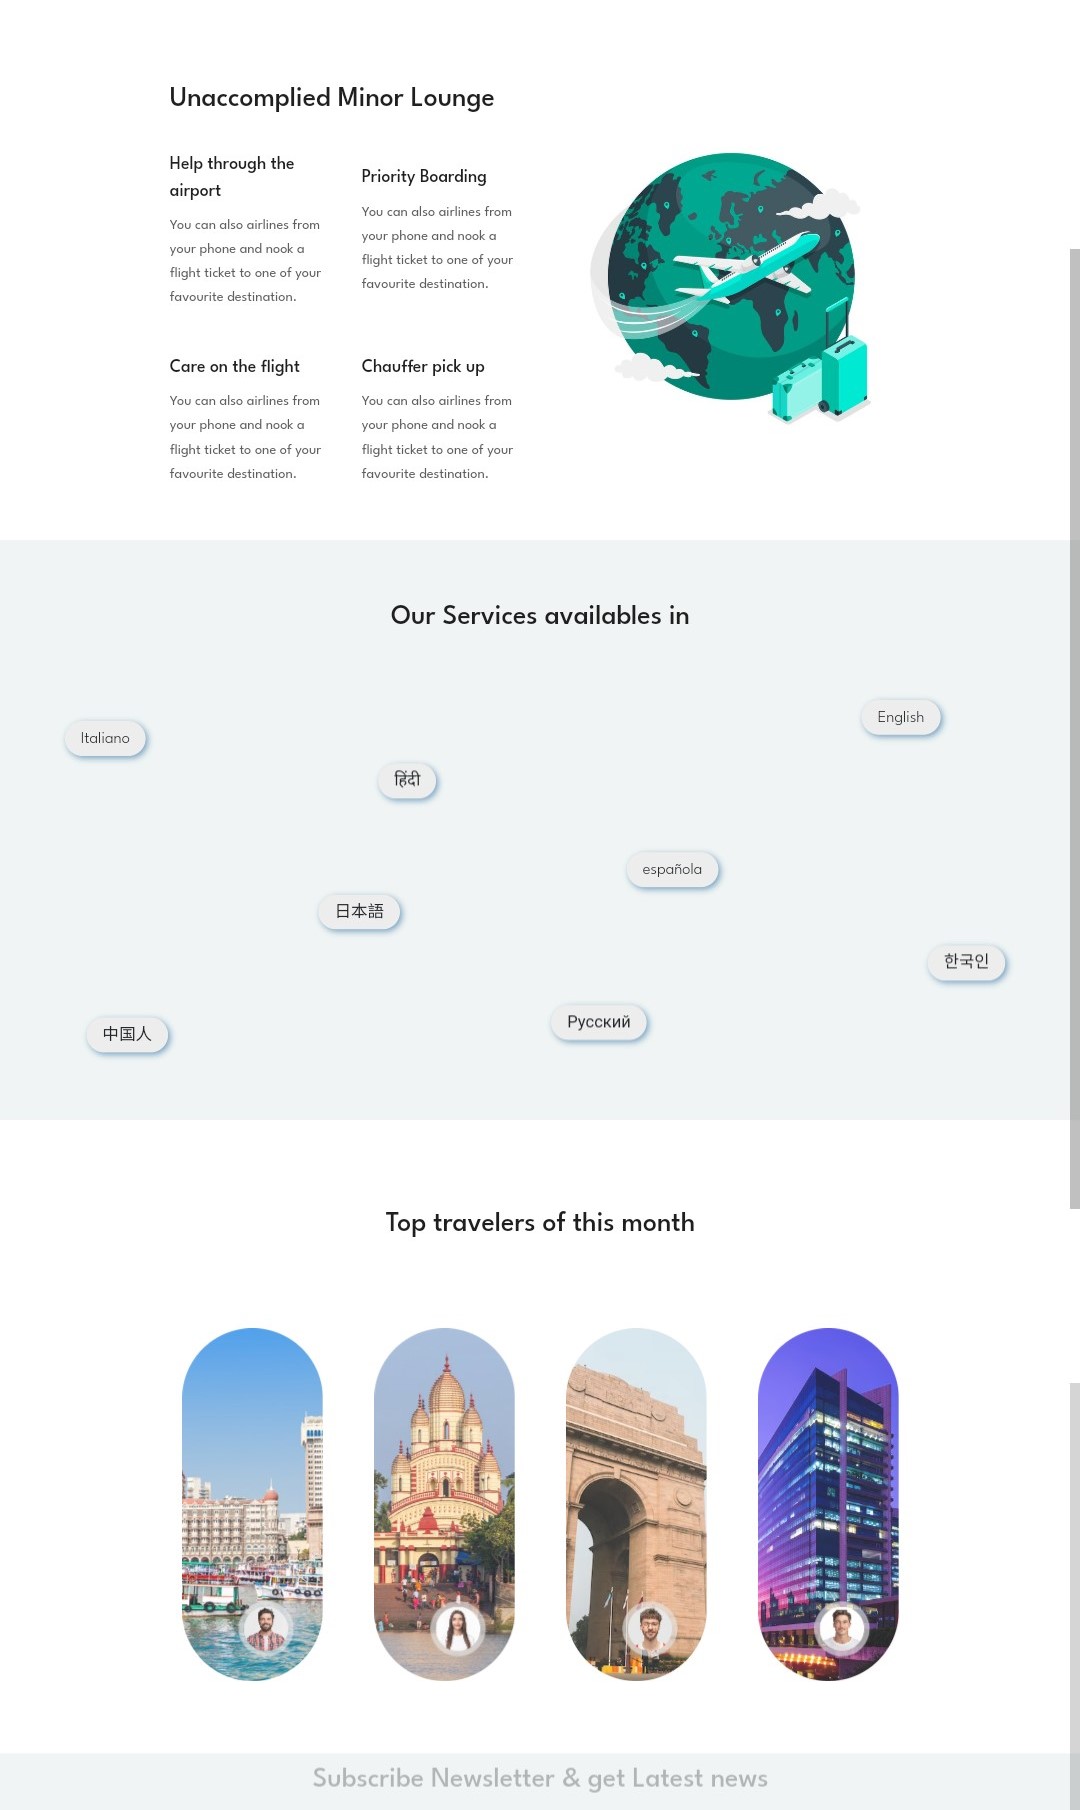 Unaccomplied Minor Lounge
Help through the
airport
You can also airlines from
your phone and nook a
flight ticket to one of your
favourite destination.
Priority Boarding
You can also airlines from
your phone and nook a
flight ticket to one of your
favourite destination.
Care on the flight
You can also airlines from
your phone and nook a
flight ticket to one of your
favourite destination.
Chauffer pick up
You can also airlines from
your phone and nook a
flight ticket to one of your
favourite destination.
Our Services availables in
English
Italiano
हिंदी
española
日本語
한국인
Русский
中国人
Top travelers of this month
Subscribe Newsletter & get Latest news